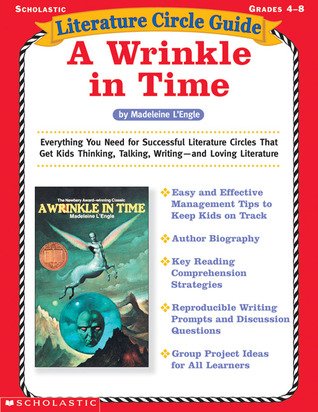 SCHOLASTIC
GRADES 4–8
Literature Circle Guide
A Wrinkle
in Time
by Madeleine L'Engle
Everything You Need for Successful Literature Circles That
Get Kids Thinking, Talking, Writing—and Loving Literature
The Newbery Award-winning Classic
A WRINKLE IN TIME
Madeleine L'Engle
Easy and Effective
Management Tips to
Keep Kids on Track
Author Biography
Key Reading
Comprehension
Strategies
Reproducible Writing
Prompts and Discussion
Questions
Group Project Ideas
for All Learners
SCHOLASTIC